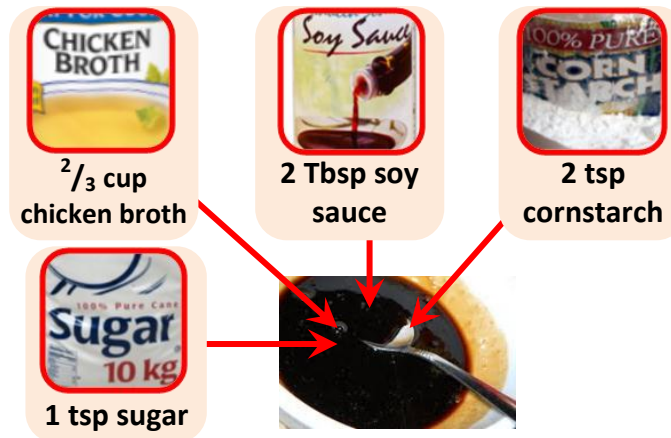 CHICKEN
BROTH
2/3 cup
chicken broth
Soy Sauce
2 Tbsp soy
sauce
100% PURE
CORN
STARCH
2 tsp
cornstarch
100% Pure Cane
Sugar
10 kg
1 tsp sugar